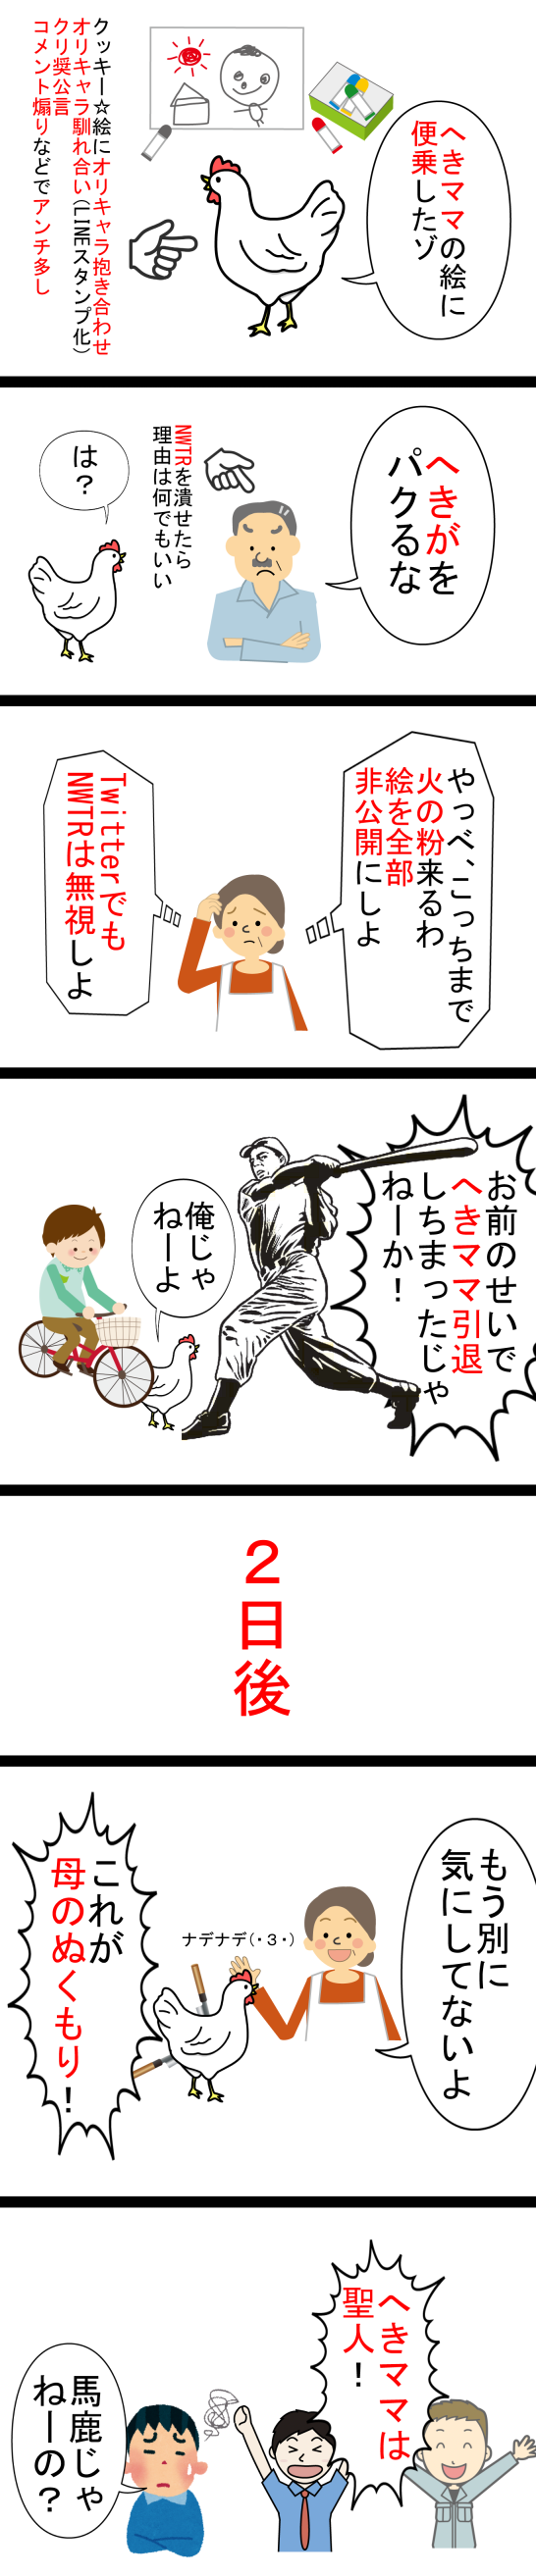 へきママの絵に
便乗したゾ
クッキー☆絵にオリキャラ抱き合わせ
オリキャラ馴れ合い(LINEスタンプ化)
クリ奨公言
コメント煽りなどでアンチ多し
へきがを
パクるな
NWTRを潰せたら
理由は何でもいい
は?
やっべ、こっちまで
火の粉来るわ
絵を全部
非公開にしよ
Twitterでも
NWTRは無視しよ
お前のせいで
へきママ引退
しちまったじゃ
ねーか!
俺じゃ
ねーよ
2日後
もう別に
気にしてないよ
ナデナデ(・3・)
これが
母のぬくもり!
へきママは
聖人!
馬鹿じゃ
ねーの?